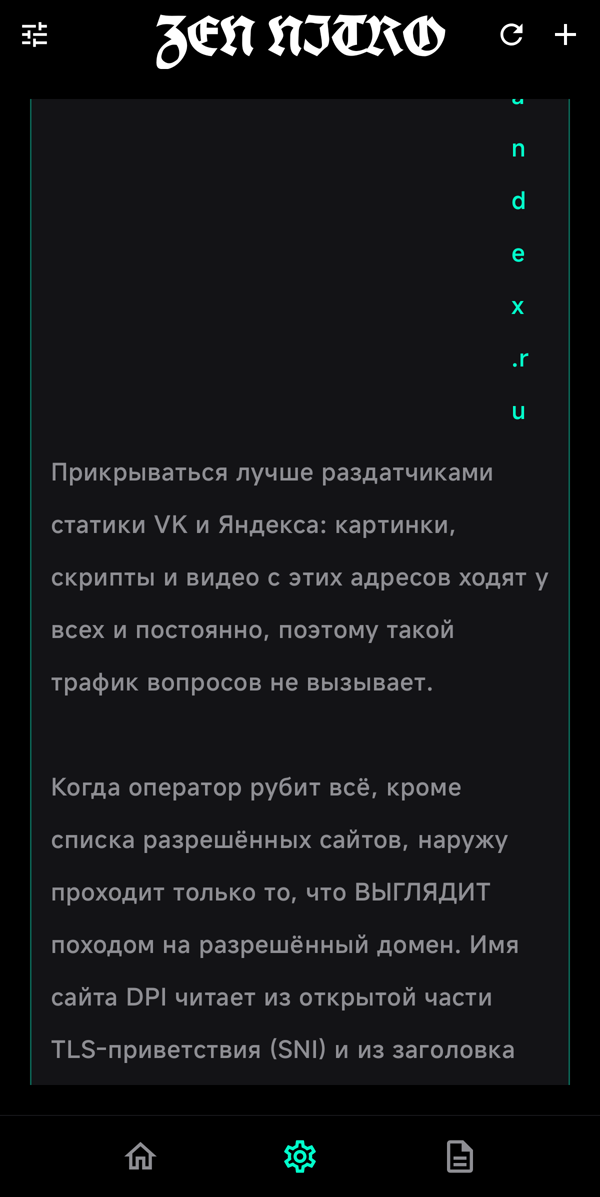 ZEN NITRO
a
n
d
e
x
.r
u
Прикрываться лучше раздатчиками
статики VK и Яндекса: картинки,
скрипты и видео с этих адресов ходят у
всех и постоянно, поэтому такой
трафик вопросов не вызывает.
Когда оператор рубит всё, кроме
списка разрешённых сайтов, наружу
проходит только то, что ВЫГЛЯДИТ
походом на разрешённый домен. Имя
сайта DPI читает из открытой части
TLS-приветствия (SNI) и из заголовка